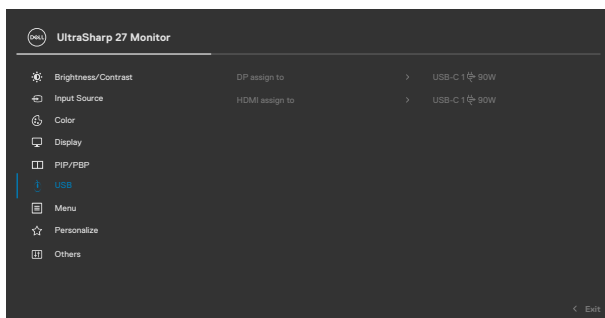 DELL UltraSharp 27 Monitor
Brightness/Contrast DP assign to > USB-C 1 90W
Input Source HDMI assign to > USB-C 1 90W
Color
Display
PIP/PBP
USB
Menu
Personalize
Others
< Exit